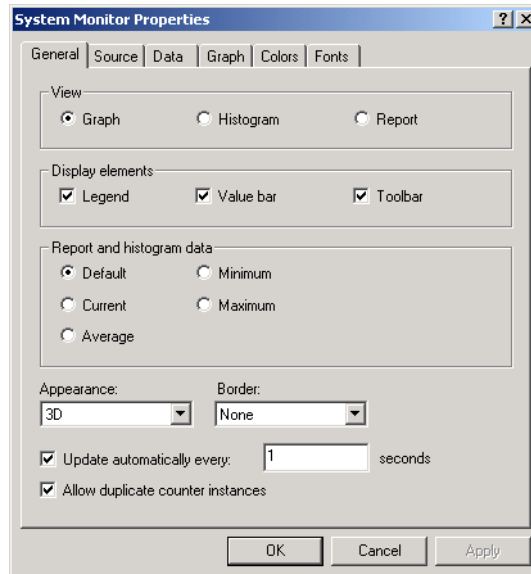 System Monitor Properties
General Source Data Graph Colors Fonts
View
Graph Histogram Report
Display elements
Legend Value bar Toolbar
Report and histogram data
Default Minimum
Current Maximum
Average
Appearance: Border:
3D None
Update automatically every: 1 seconds
Allow duplicate counter instances
OK Cancel Apply